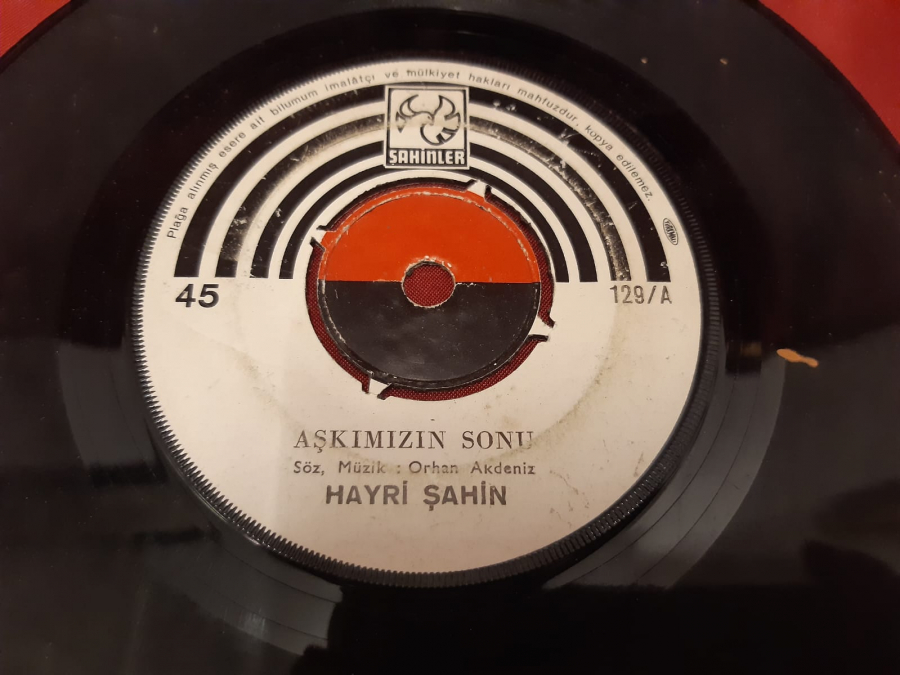 Plağa alınmış esere ait bilumum imalâtçı ve mülkiyet hakları mahfuzdur, kopya edilemez.
ŞAHİNLER
45
129/A
AŞKIMIZIN SONU
Söz, Müzik : Orhan Akdeniz
HAYRİ ŞAHİN